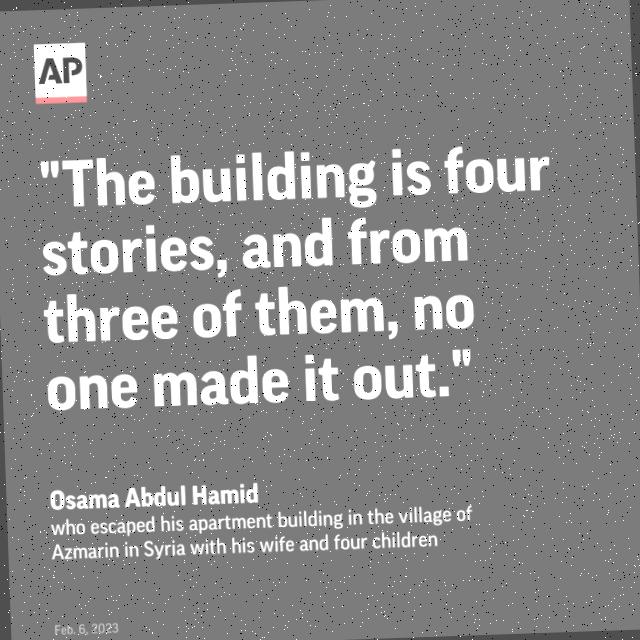 AP
"The building is four
stories, and from
three of them, no
one made it out."
Osama Abdul Hamid
who escaped his apartment building in the village of
Azmarin in Syria with his wife and four children
Feb. 6, 2023